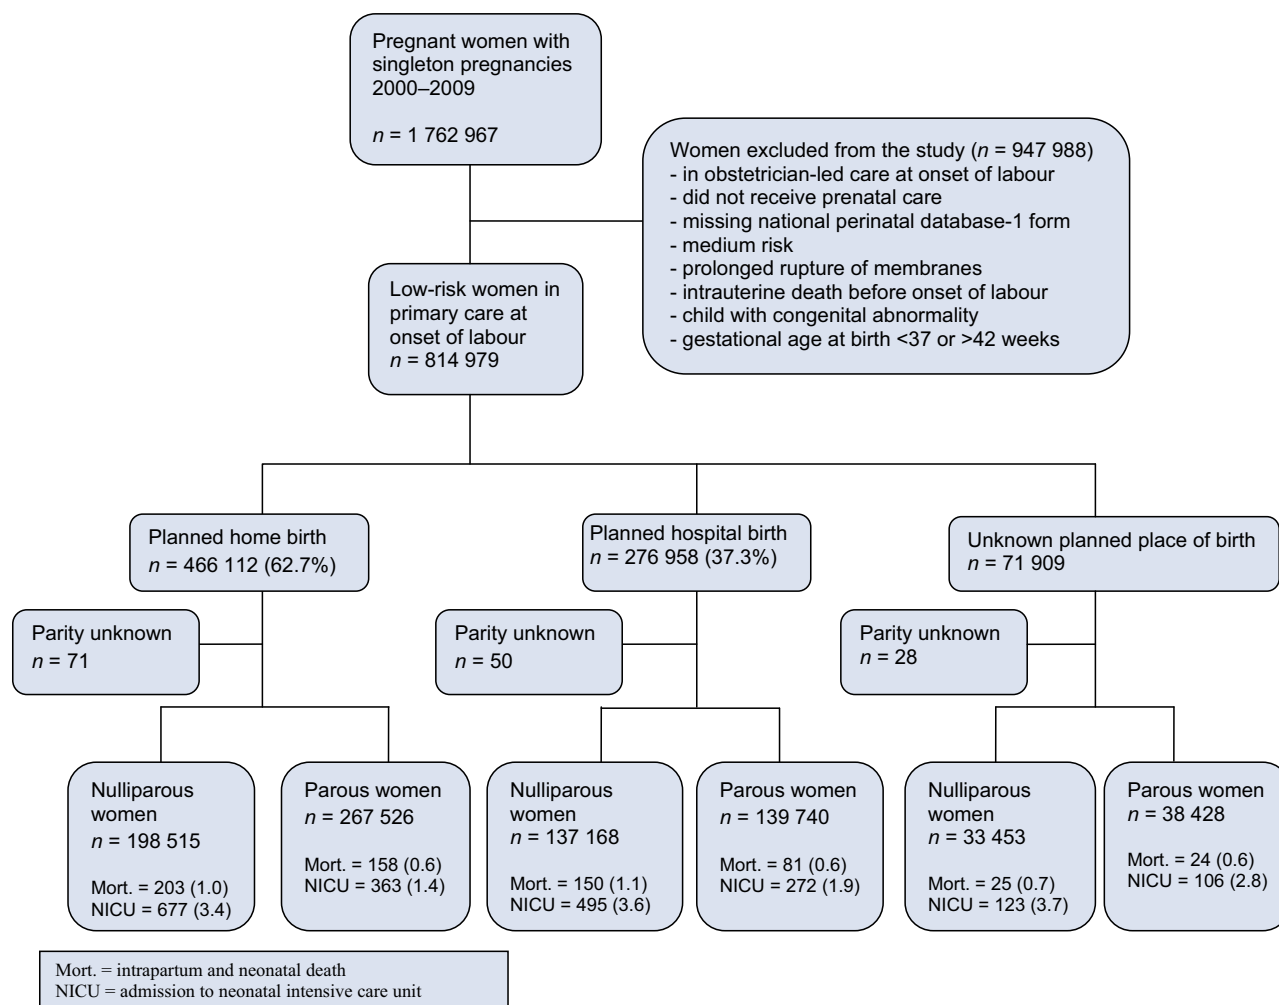 Pregnant women with
singleton pregnancies
2000–2009
n = 1 762 967
Women excluded from the study (n = 947 988)
- in obstetrician-led care at onset of labour
- did not receive prenatal care
- missing national perinatal database-1 form
- medium risk
- prolonged rupture of membranes
- intrauterine death before onset of labour
- child with congenital abnormality
- gestational age at birth <37 or >42 weeks
Low-risk women in
primary care at
onset of labour
n = 814 979
Planned home birth
n = 466 112 (62.7%)
Planned hospital birth
n = 276 958 (37.3%)
Unknown planned place of birth
n = 71 909
Parity unknown
n = 71
Parity unknown
n = 50
Parity unknown
n = 28
Nulliparous
women
n = 198 515
Mort. = 203 (1.0)
NICU = 677 (3.4)
Parous women
n = 267 526
Mort. = 158 (0.6)
NICU = 363 (1.4)
Nulliparous
women
n = 137 168
Mort. = 150 (1.1)
NICU = 495 (3.6)
Parous women
n = 139 740
Mort. = 81 (0.6)
NICU = 272 (1.9)
Nulliparous
women
n = 33 453
Mort. = 25 (0.7)
NICU = 123 (3.7)
Parous women
n = 38 428
Mort. = 24 (0.6)
NICU = 106 (2.8)
Mort. = intrapartum and neonatal death
NICU = admission to neonatal intensive care unit